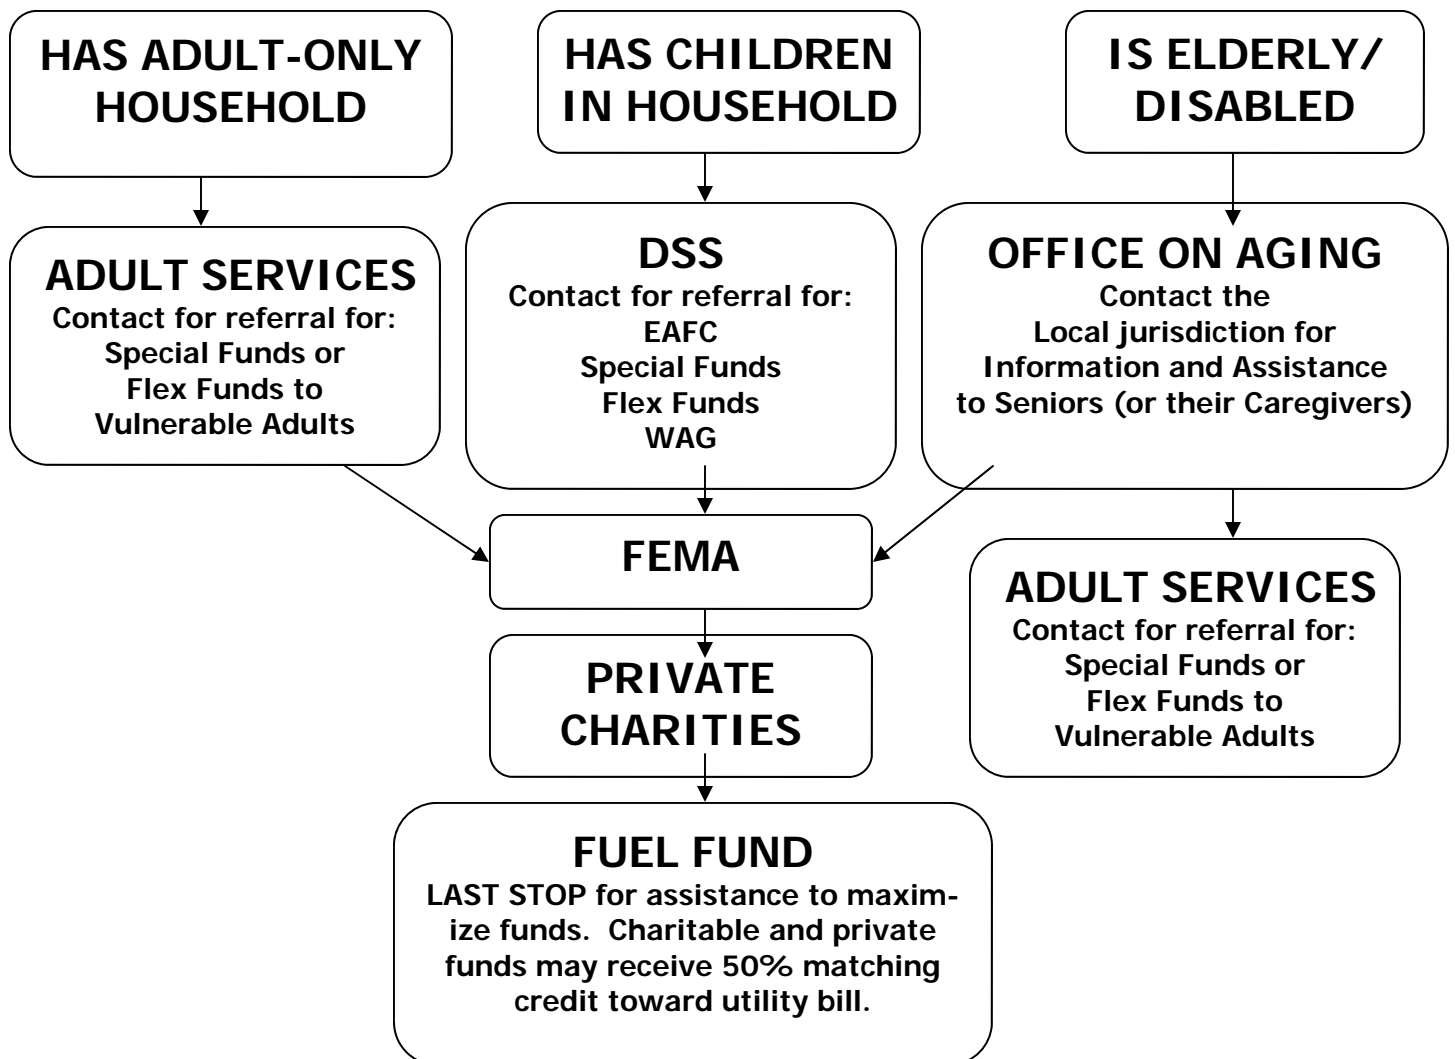 HAS ADULT-ONLY
HOUSEHOLD
HAS CHILDREN
IN HOUSEHOLD
IS ELDERLY/
DISABLED
ADULT SERVICES
Contact for referral for:
Special Funds or
Flex Funds to
Vulnerable Adults
DSS
Contact for referral for:
EAFC
Special Funds
Flex Funds
WAG
OFFICE ON AGING
Contact the
Local jurisdiction for
Information and Assistance
to Seniors (or their Caregivers)
FEMA
ADULT SERVICES
Contact for referral for:
Special Funds or
Flex Funds to
Vulnerable Adults
PRIVATE
CHARITIES
FUEL FUND
LAST STOP for assistance to maxim-
ize funds.  Charitable and private
funds may receive 50% matching
credit toward utility bill.